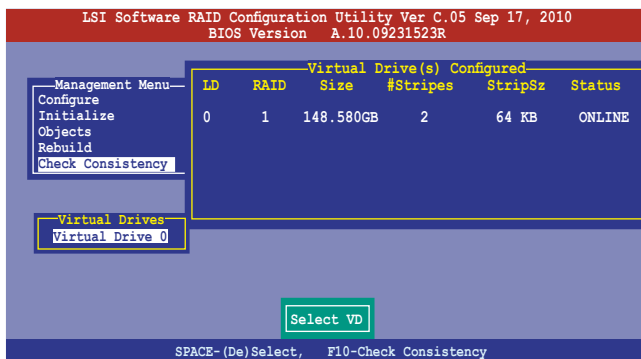 LSI Software RAID Configuration Utility Ver C.05 Sep 17, 2010
BIOS Version A.10.09231523R
Management Menu
Configure
Initialize
Objects
Rebuild
Check Consistency
Virtual Drive(s) Configured
LD RAID Size #Stripes StripSz Status
0 1 148.580GB 2 64 KB ONLINE
Virtual Drives
Virtual Drive 0
Select VD
SPACE-(De)Select, F10-Check Consistency